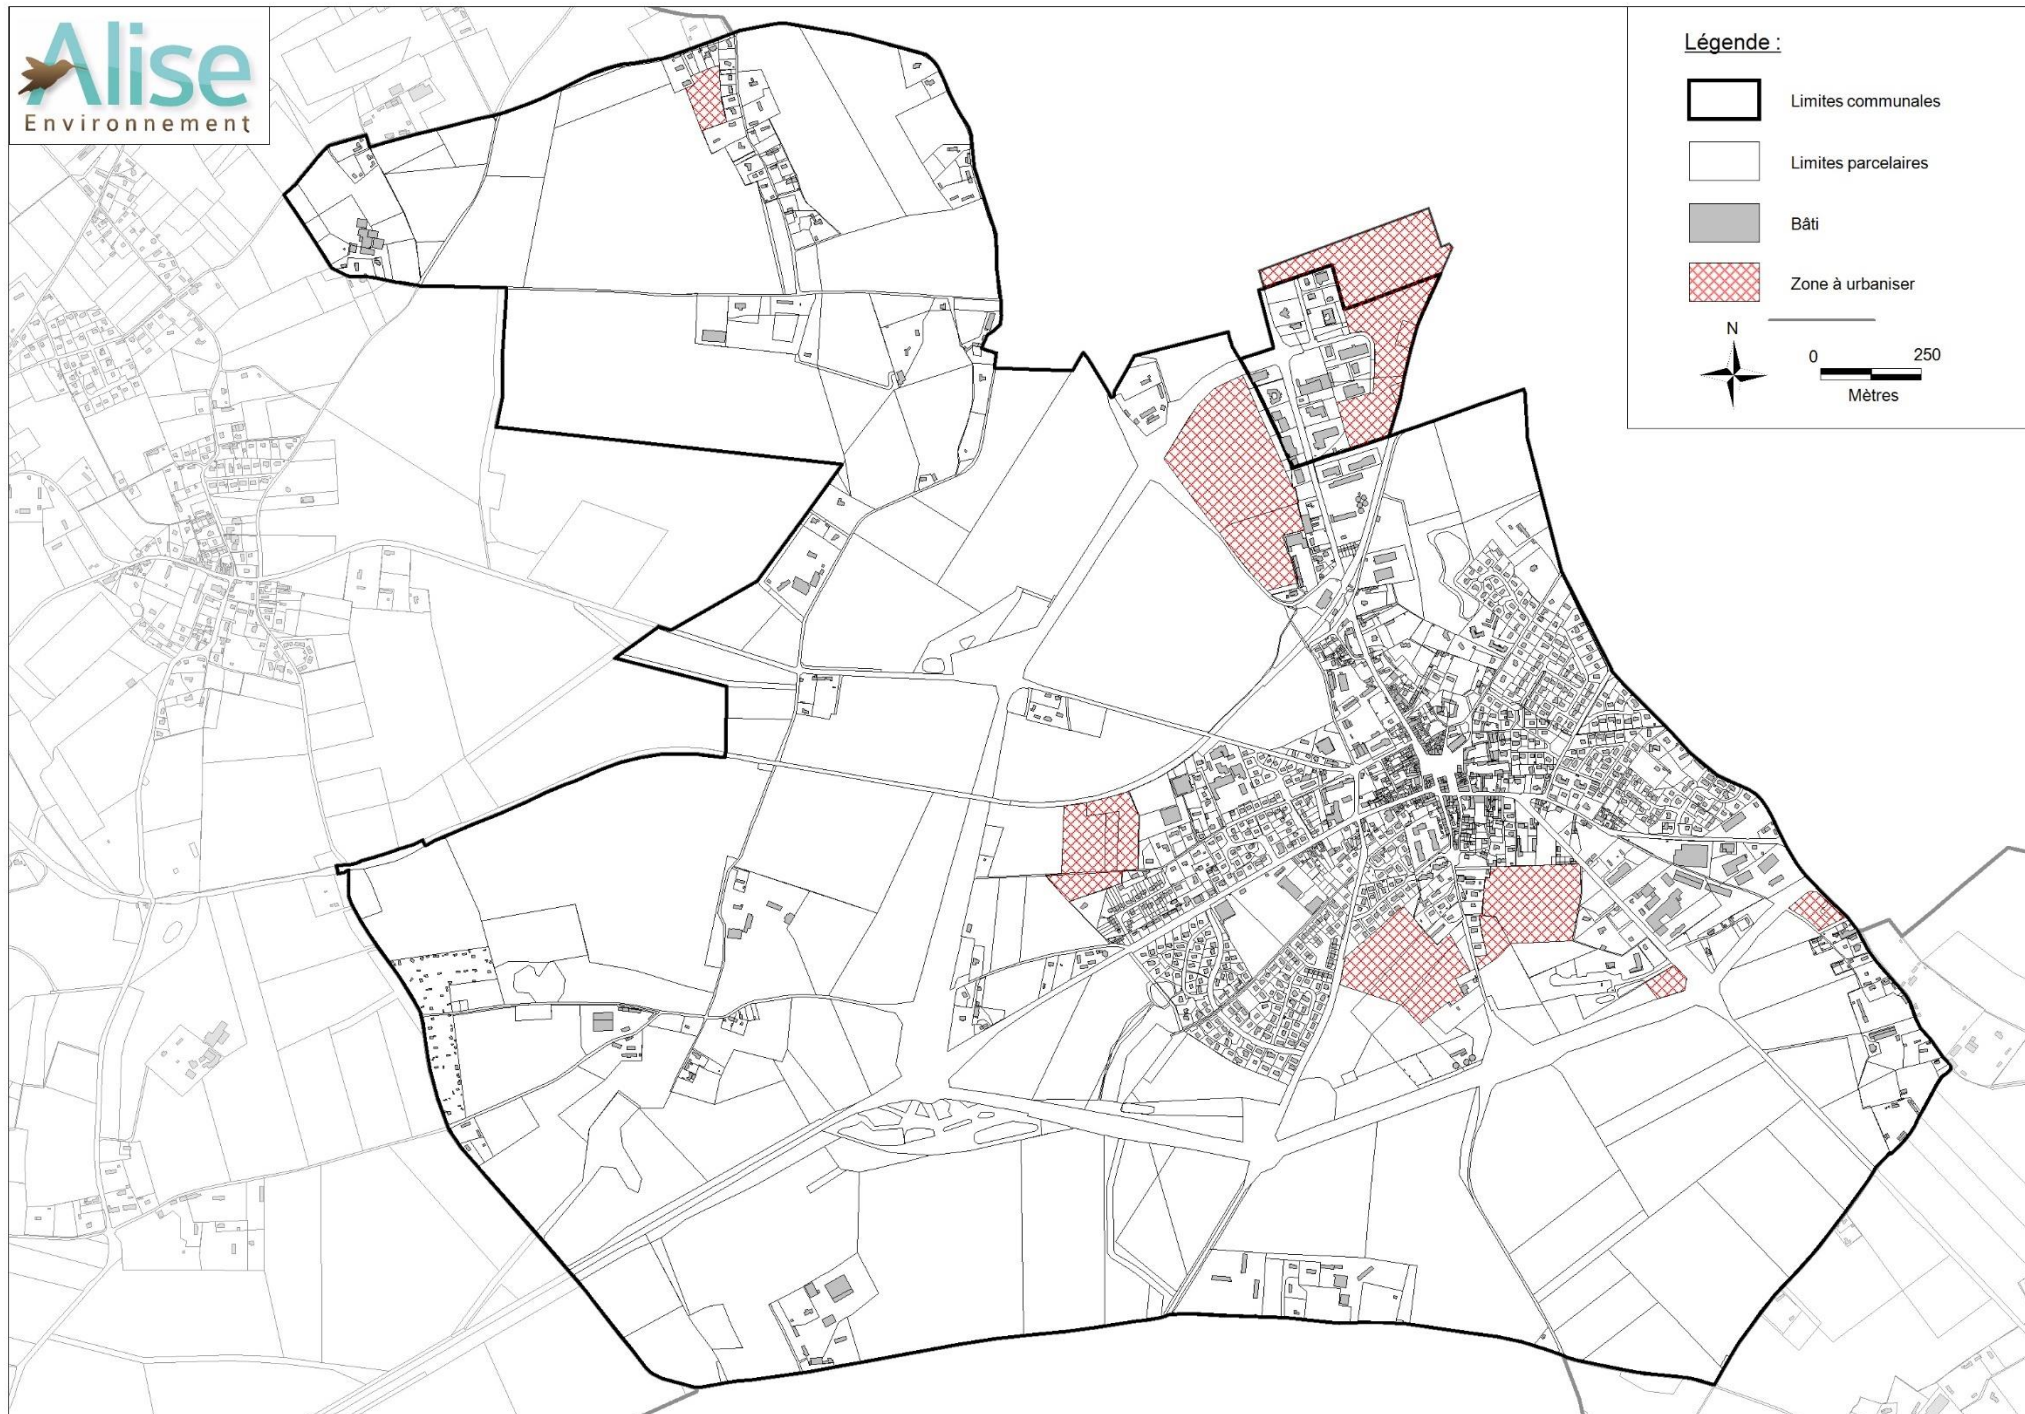 Alise
Environnement
Légende :
Limites communales
Limites parcelaires
Bâti
Zone à urbaniser
N
0 250
Mètres